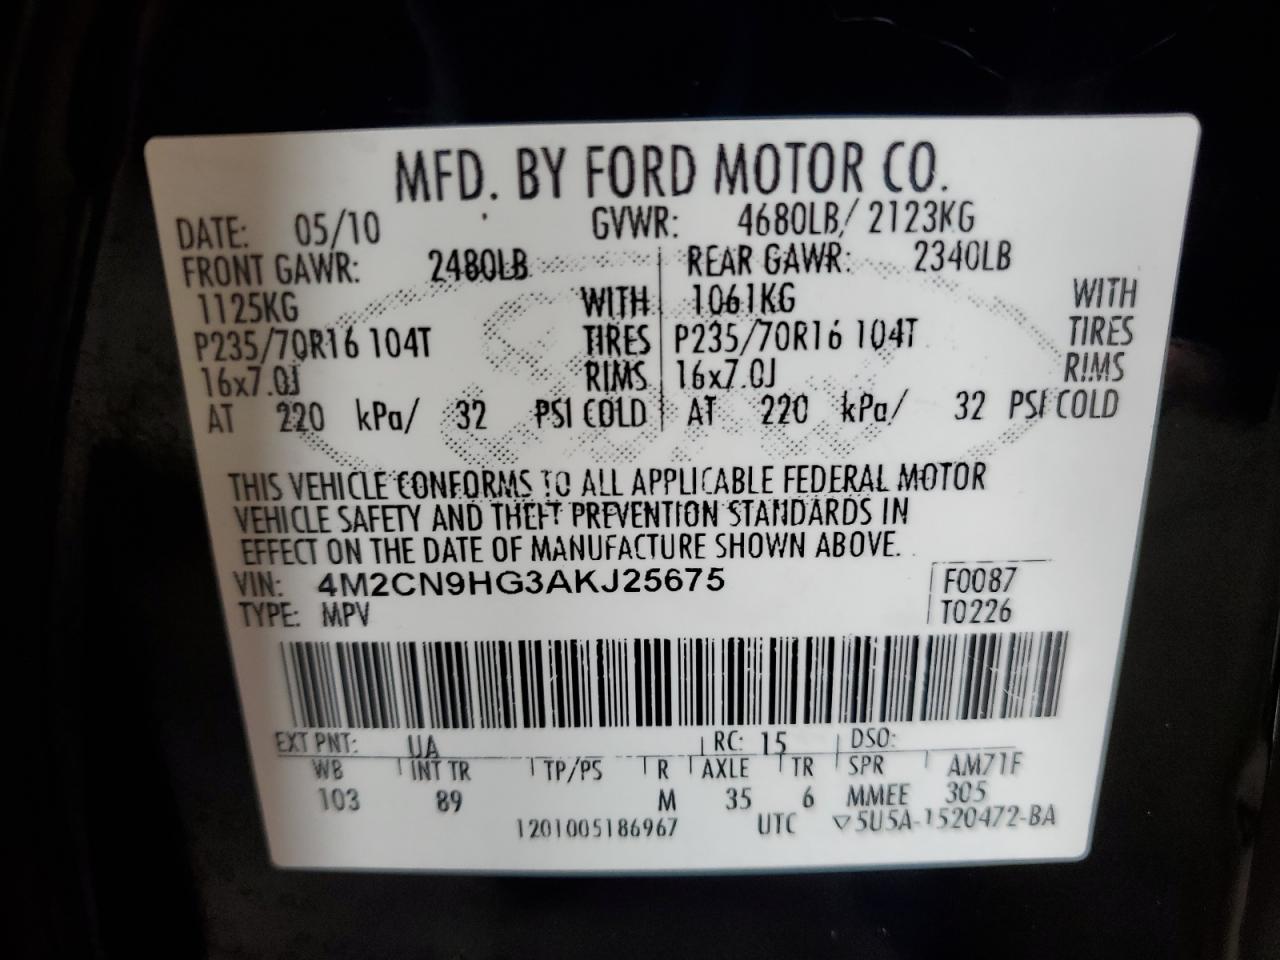 MFD. BY FORD MOTOR CO.
DATE: 05/10 GVWR: 4680LB/ 2123KG
FRONT GAWR: 2480LB REAR GAWR: 2340LB
1125KG WITH 1061KG WITH
P235/70R16 104T TIRES P235/70R16 104T TIRES
16x7.0J RIMS 16x7.0J RIMS
AT 220 kPa/ 32 PSI COLD AT 220 kPa/ 32 PSI COLD
THIS VEHICLE CONFORMS TO ALL APPLICABLE FEDERAL MOTOR
VEHICLE SAFETY AND THEFT PREVENTION STANDARDS IN
EFFECT ON THE DATE OF MANUFACTURE SHOWN ABOVE.
VIN: 4M2CN9HG3AKJ25675 F0087
TYPE: MPV T0226
EXT PNT: UA RC: 15 DSO:
WB INT TR TP/PS R AXLE TR SPR AM71F
103 89 M 35 6 MMEE 305
1201005186967 UTC ▽5U5A-1520472-BA